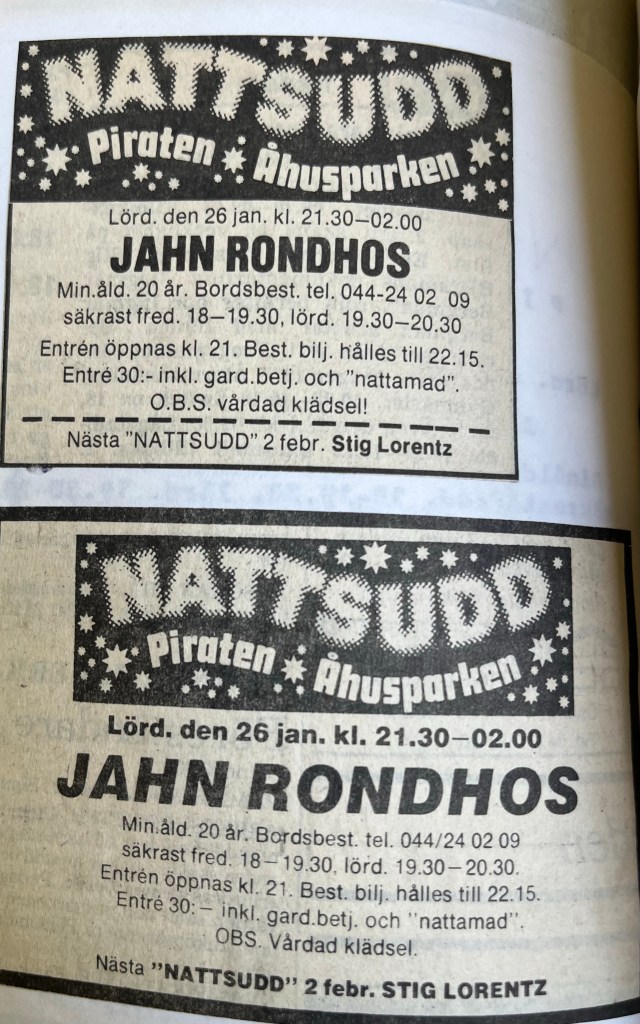 NATTSUDD
Piraten Åhusparken
Lörd. den 26 jan. kl. 21.30–02.00
JAHN RONDHOS
Min.åld. 20 år. Bordsbest. tel. 044-24 02 09
säkrast fred. 18–19.30, lörd. 19.30–20.30
Entrén öppnas kl. 21. Best. bilj. hålles till 22.15.
Entré 30:- inkl. gard.betj. och "nattamad".
O.B.S. vårdad klädsel!
Nästa "NATTSUDD" 2 febr. Stig Lorentz
NATTSUDD
Piraten Åhusparken
Lörd. den 26 jan. kl. 21.30–02.00
JAHN RONDHOS
Min.åld. 20 år. Bordsbest. tel. 044/24 02 09
säkrast fred. 18–19.30, lörd. 19.30–20.30.
Entrén öppnas kl. 21. Best. bilj. hålles till 22.15.
Entré 30:– inkl. gard.betj. och "nattamad".
OBS. Vårdad klädsel.
Nästa "NATTSUDD" 2 febr. STIG LORENTZ